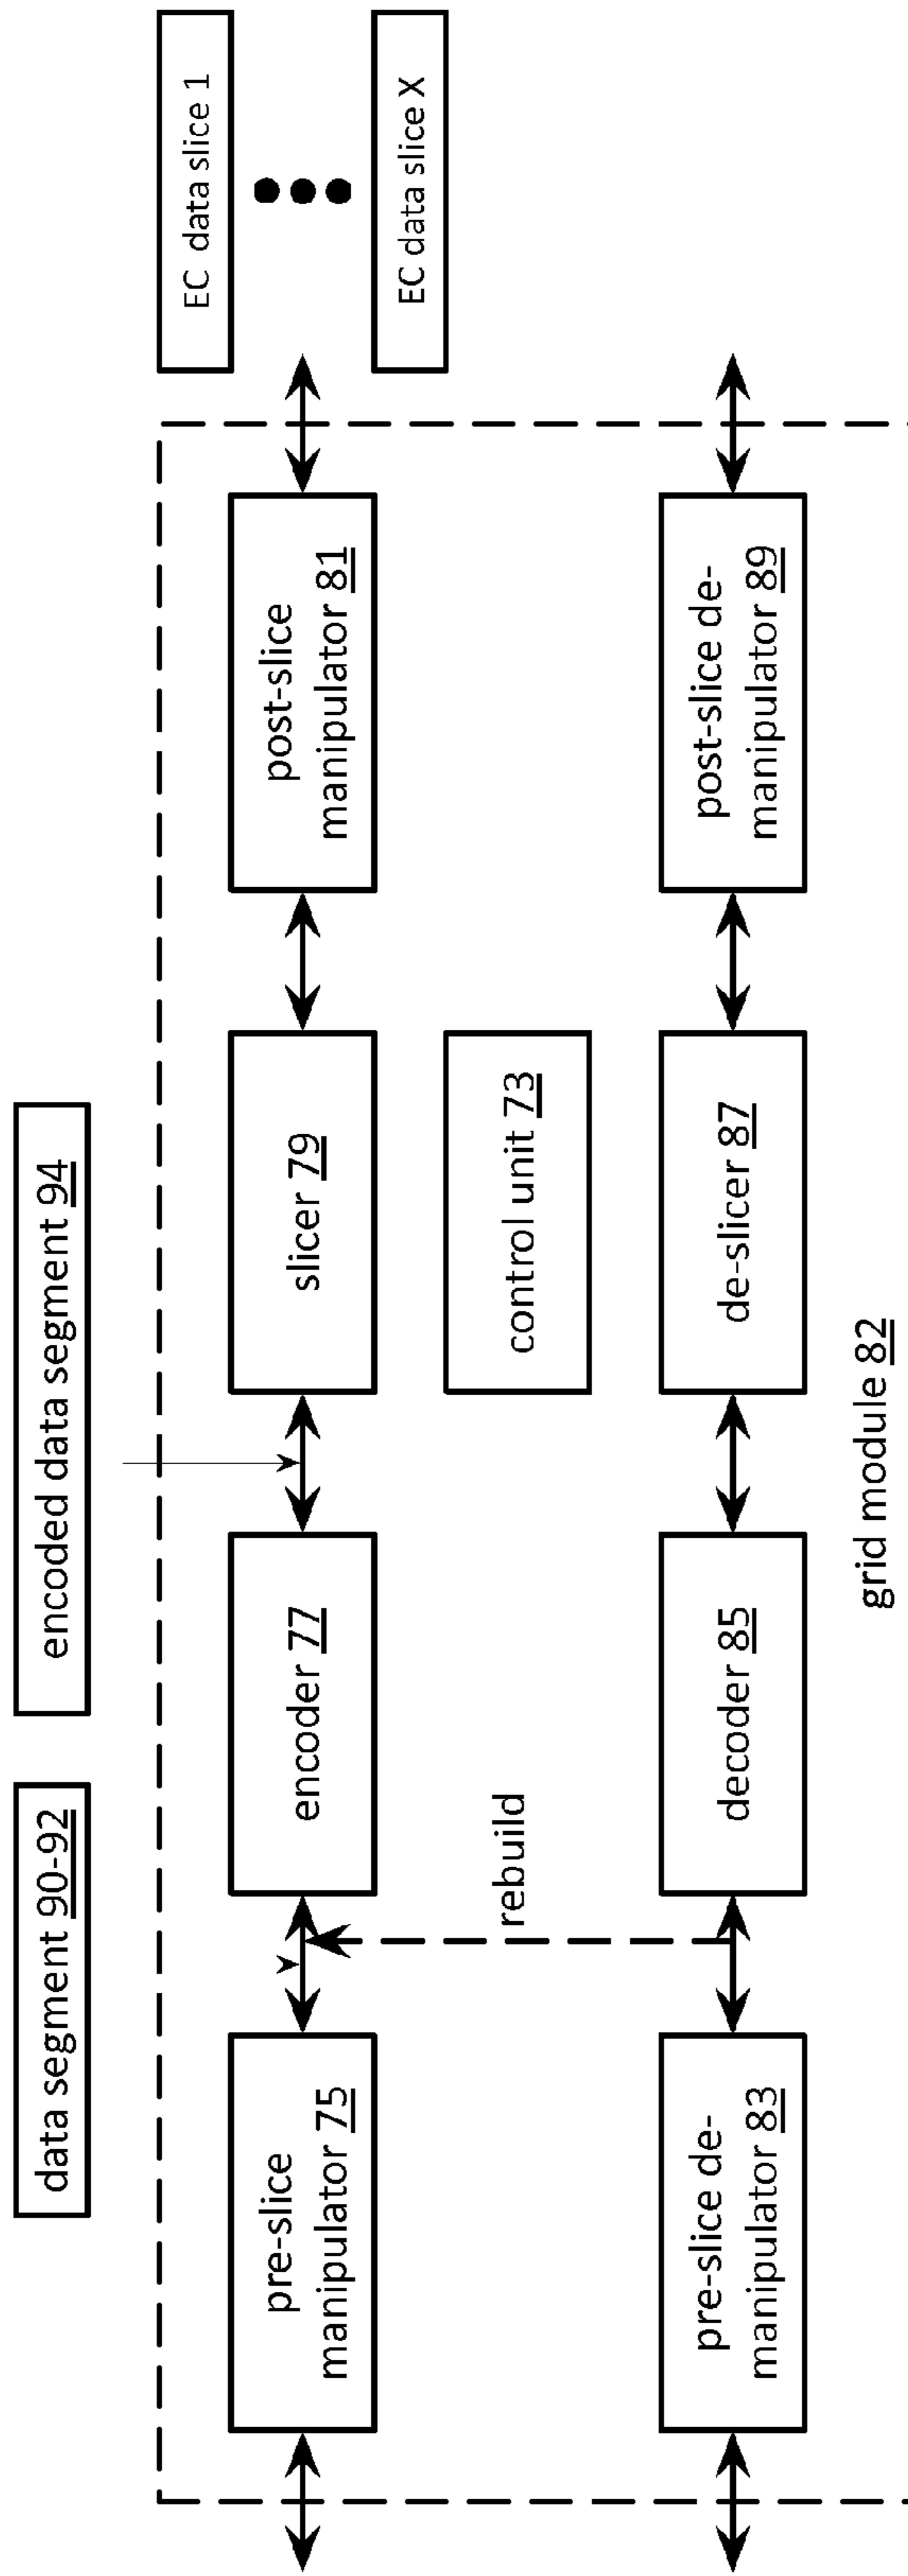 data segment 90-92
encoded data segment 94
pre-slice
manipulator 75
encoder 77
slicer 79
post-slice
manipulator 81
EC data slice 1
EC data slice X
rebuild
control unit 73
pre-slice de-
manipulator 83
decoder 85
de-slicer 87
post-slice de-
manipulator 89
grid module 82